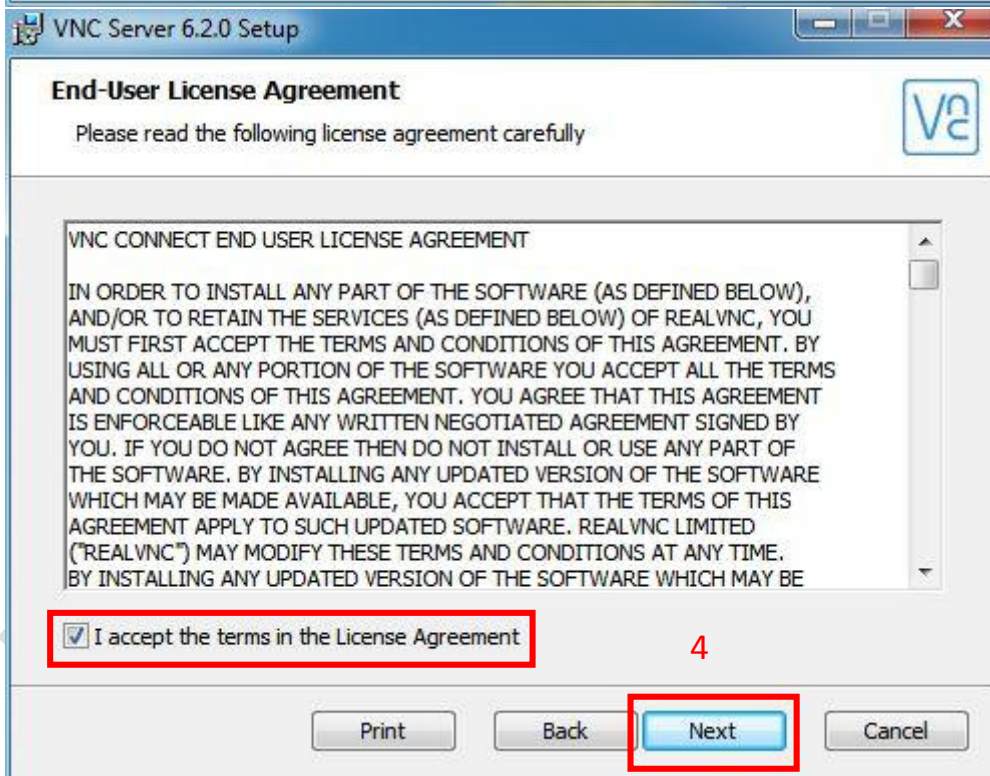 VNC Server 6.2.0 Setup
End-User License Agreement
Please read the following license agreement carefully
VNC CONNECT END USER LICENSE AGREEMENT
IN ORDER TO INSTALL ANY PART OF THE SOFTWARE (AS DEFINED BELOW),
AND/OR TO RETAIN THE SERVICES (AS DEFINED BELOW) OF REALVNC, YOU
MUST FIRST ACCEPT THE TERMS AND CONDITIONS OF THIS AGREEMENT. BY
USING ALL OR ANY PORTION OF THE SOFTWARE YOU ACCEPT ALL THE TERMS
AND CONDITIONS OF THIS AGREEMENT. YOU AGREE THAT THIS AGREEMENT
IS ENFORCEABLE LIKE ANY WRITTEN NEGOTIATED AGREEMENT SIGNED BY
YOU. IF YOU DO NOT AGREE THEN DO NOT INSTALL OR USE ANY PART OF
THE SOFTWARE. BY INSTALLING ANY UPDATED VERSION OF THE SOFTWARE
WHICH MAY BE MADE AVAILABLE, YOU ACCEPT THAT THE TERMS OF THIS
AGREEMENT APPLY TO SUCH UPDATED SOFTWARE. REALVNC LIMITED
("REALVNC") MAY MODIFY THESE TERMS AND CONDITIONS AT ANY TIME.
BY INSTALLING ANY UPDATED VERSION OF THE SOFTWARE WHICH MAY BE
I accept the terms in the License Agreement
4
Print Back Next Cancel
VNC